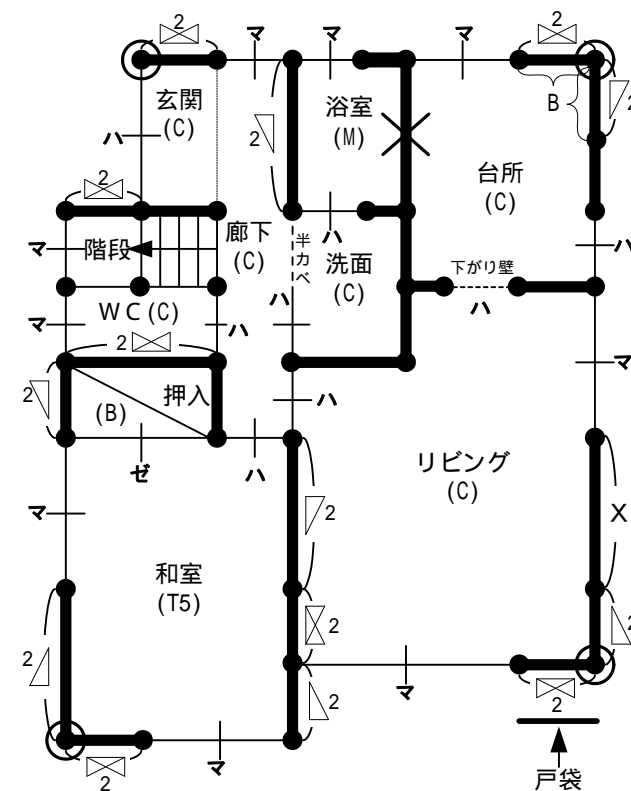 2
2
マ
マ
マ
玄関
(C)
浴室
(M)
B
2
2
ハ
台所
(C)
2
マ
階段
廊下
(C)
半カベ
ハ
洗面
(C)
ハ
下がり壁
ハ
WC(C)
ハ
マ
ハ
2
マ
2
(B)
押入
ハ
ゼ
ハ
リビング
(C)
マ
2
X
和室
(T5)
2
2
2
2
マ
2
2
マ
2
戸袋